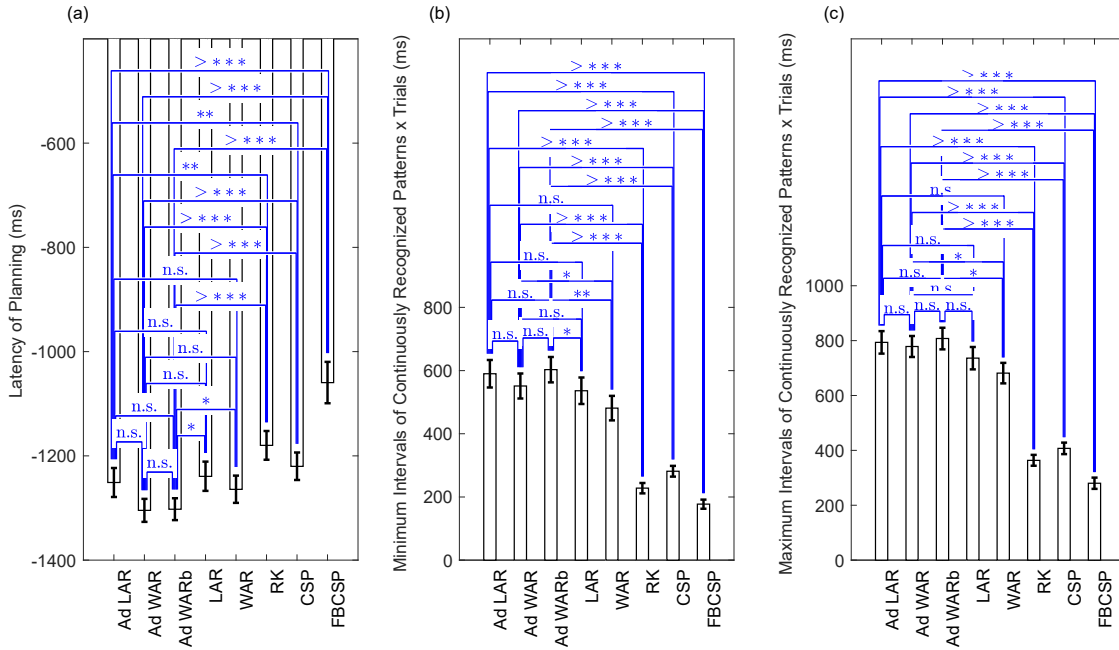 (a)
(b)
(c)
Latency of Planning (ms)
-600
-800
-1000
-1200
-1400
> ***
> ***
**
> ***
**
> ***
> ***
> ***
n.s.
> ***
n.s.
n.s.
n.s.
n.s.
*
n.s.
*
n.s.
Ad LAR
Ad WAR
Ad WARb
LAR
WAR
RK
CSP
FBCSP
Minimum Intervals of Continuously Recognized Patterns x Trials (ms)
800
600
400
200
0
> ***
> ***
> ***
> ***
> ***
> ***
> ***
n.s.
> ***
> ***
n.s.
*
n.s.
**
n.s.
n.s.
n.s.
*
Ad LAR
Ad WAR
Ad WARb
LAR
WAR
RK
CSP
FBCSP
Maximum Intervals of Continuously Recognized Patterns x Trials (ms)
1000
800
600
400
200
0
> ***
> ***
> ***
> ***
> ***
> ***
> ***
n.s.
> ***
> ***
n.s.
*
n.s.
*
n.s.
n.s.
n.s.
n.s.
Ad LAR
Ad WAR
Ad WARb
LAR
WAR
RK
CSP
FBCSP